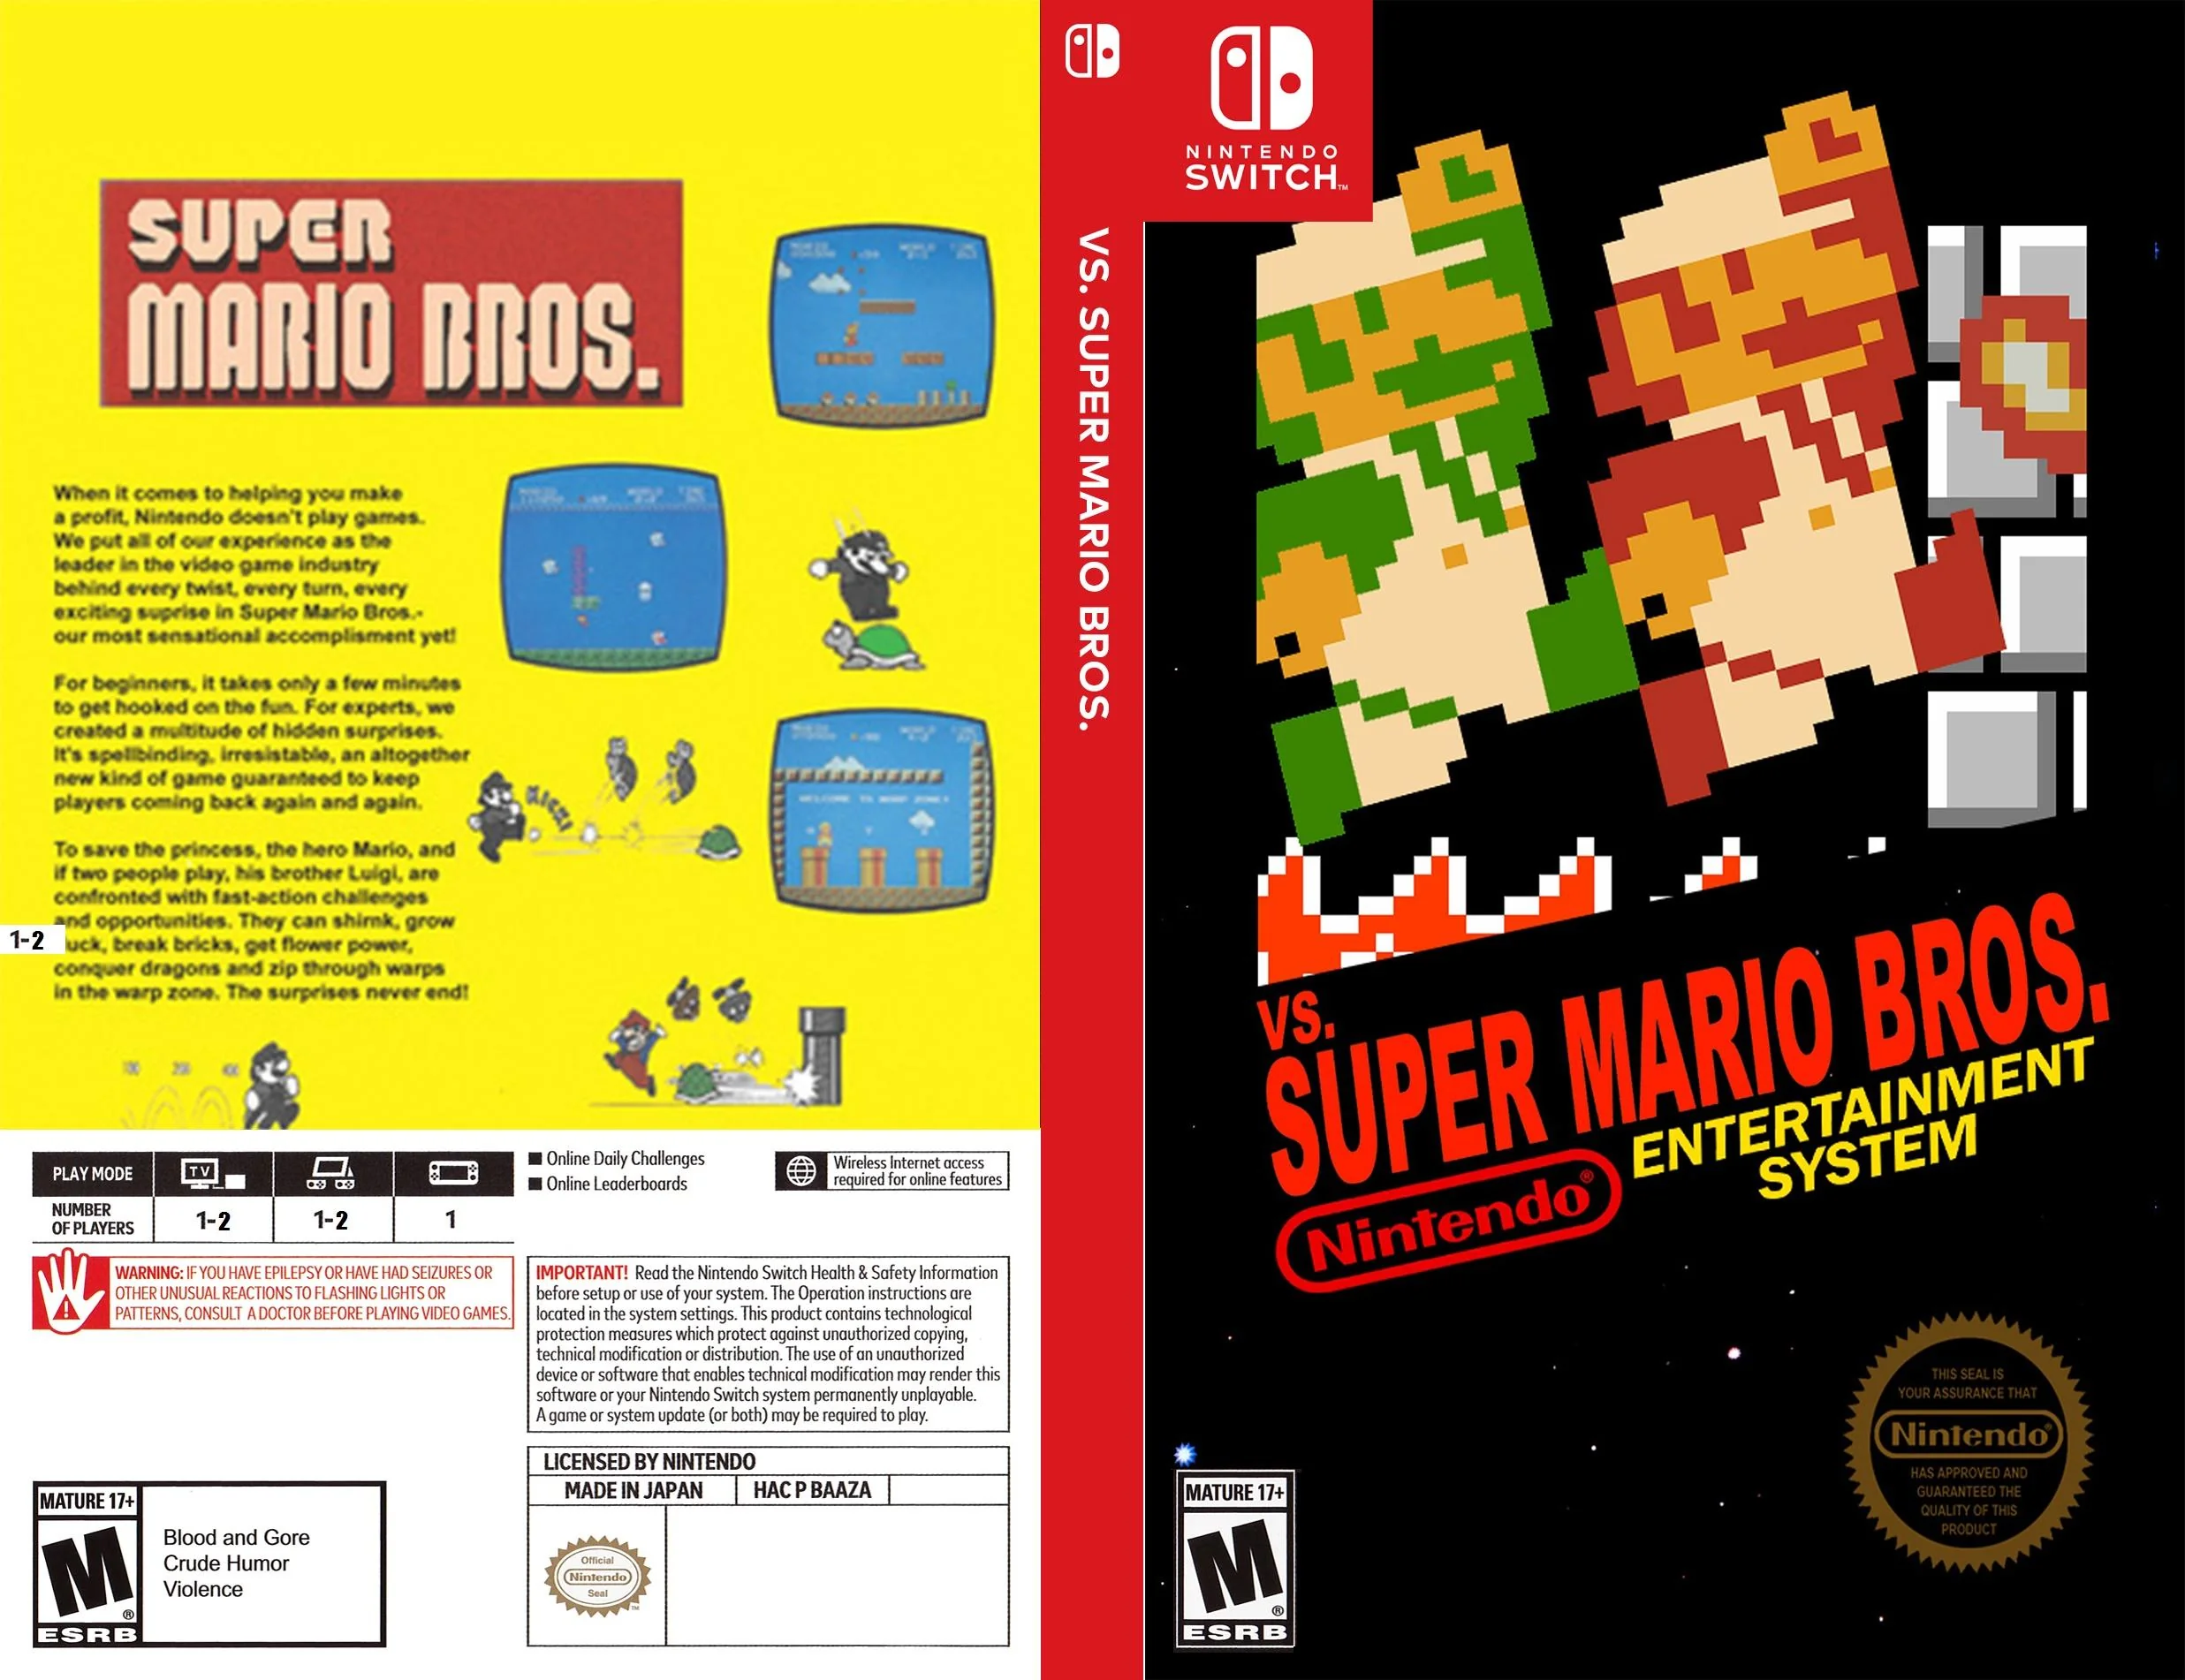 SUPER
MARIO BROS.
When it comes to helping you make
a profit, Nintendo doesn't play games.
We put all of our experience as the
leader in the video game industry
behind every twist, every turn, every
exciting suprise in Super Mario Bros.-
our most sensational accomplisment yet!
For beginners, it takes only a few minutes
to get hooked on the fun. For experts, we
created a multitude of hidden surprises.
It's spellbinding, irresistable, an altogether
new kind of game guaranteed to keep
players coming back again and again.
To save the princess, the hero Mario, and
if two people play, his brother Luigi, are
confronted with fast-action challenges
and opportunities. They can shirnk, grow
1-2
uck, break bricks, get flower power,
conquer dragons and zip through warps
in the warp zone. The surprises never end!
KICK!
WELCOME TO WARP ZONE!
100 200 400
PLAY MODE
TV
NUMBER
OF PLAYERS
1-2
1-2
1
■ Online Daily Challenges
■ Online Leaderboards
Wireless Internet access
required for online features
WARNING: IF YOU HAVE EPILEPSY OR HAVE HAD SEIZURES OR
OTHER UNUSUAL REACTIONS TO FLASHING LIGHTS OR
PATTERNS, CONSULT A DOCTOR BEFORE PLAYING VIDEO GAMES.
IMPORTANT! Read the Nintendo Switch Health & Safety Information
before setup or use of your system. The Operation instructions are
located in the system settings. This product contains technological
protection measures which protect against unauthorized copying,
technical modification or distribution. The use of an unauthorized
device or software that enables technical modification may render this
software or your Nintendo Switch system permanently unplayable.
A game or system update (or both) may be required to play.
LICENSED BY NINTENDO
MADE IN JAPAN
HAC P BAAZA
Official
Nintendo
Seal
TM
MATURE 17+
M
®
ESRB
Blood and Gore
Crude Humor
Violence
VS. SUPER MARIO BROS.
NINTENDO
SWITCH™
VS.
SUPER MARIO BROS.
ENTERTAINMENT
SYSTEM
Nintendo®
THIS SEAL IS
YOUR ASSURANCE THAT
Nintendo®
HAS APPROVED AND
GUARANTEED THE
QUALITY OF THIS
PRODUCT
MATURE 17+
M
®
ESRB